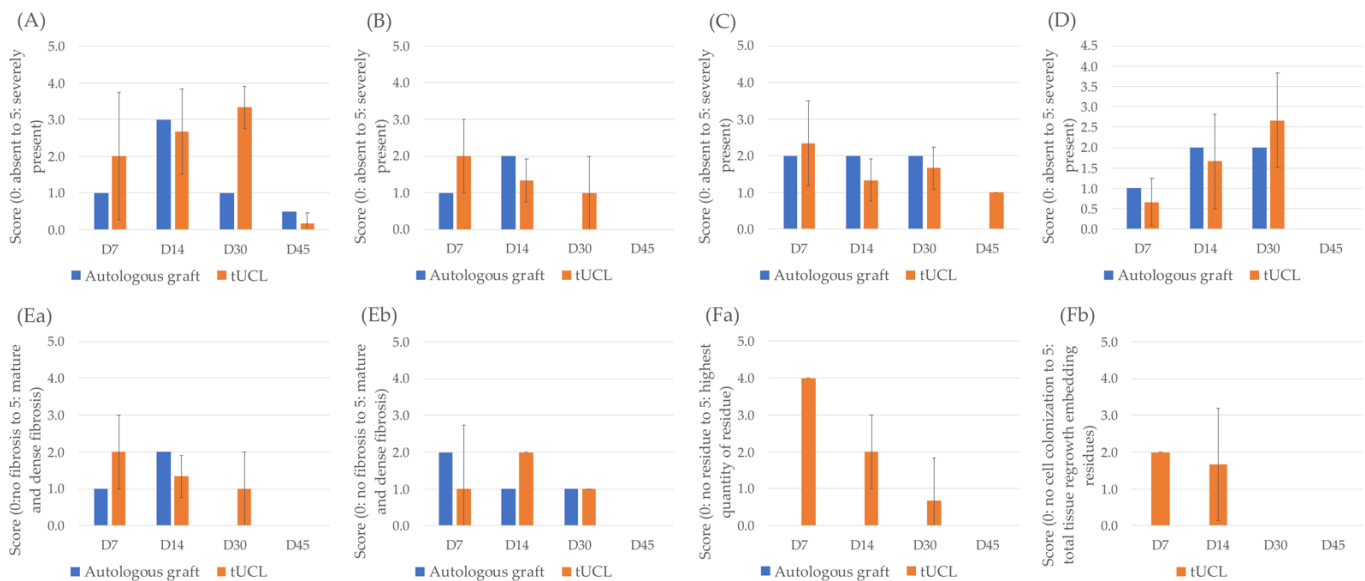 (A)
Score (0: absent to 5: severely
present)
5.0
4.0
3.0
2.0
1.0
0.0
D7 D14 D30 D45
Autologous graft tUCL
(B)
Score (0: absent to 5: severely
present)
5.0
4.0
3.0
2.0
1.0
0.0
D7 D14 D30 D45
Autologous graft tUCL
(C)
Score (0: absent to 5: severely
present)
5.0
4.0
3.0
2.0
1.0
0.0
D7 D14 D30 D45
Autologous graft tUCL
(D)
Score (0: absent to 5: severely
present)
4.5
5.0
3.5
4.0
2.5
3.0
1.5
2.0
0.5
1.0
0.0
D7 D14 D30 D45
Autologous graft tUCL
(Ea)
Score (0:no fibrosis to 5: mature
and dense fibrosis)
5.0
4.0
3.0
2.0
1.0
0.0
D7 D14 D30 D45
Autologous graft tUCL
(Eb)
Score (0: no fibrosis to 5: mature
and dense fibrosis)
5.0
4.0
3.0
2.0
1.0
0.0
D7 D14 D30 D45
Autologous graft tUCL
(Fa)
Score (0: no residue to 5: highest
quantity of residue)
5.0
4.0
3.0
2.0
1.0
0.0
D7 D14 D30 D45
Autologous graft tUCL
(Fb)
Score (0: no cell colonization to 5:
total tissue regrowth embedding
residues)
5.0
4.0
3.0
2.0
1.0
0.0
D7 D14 D30 D45
tUCL